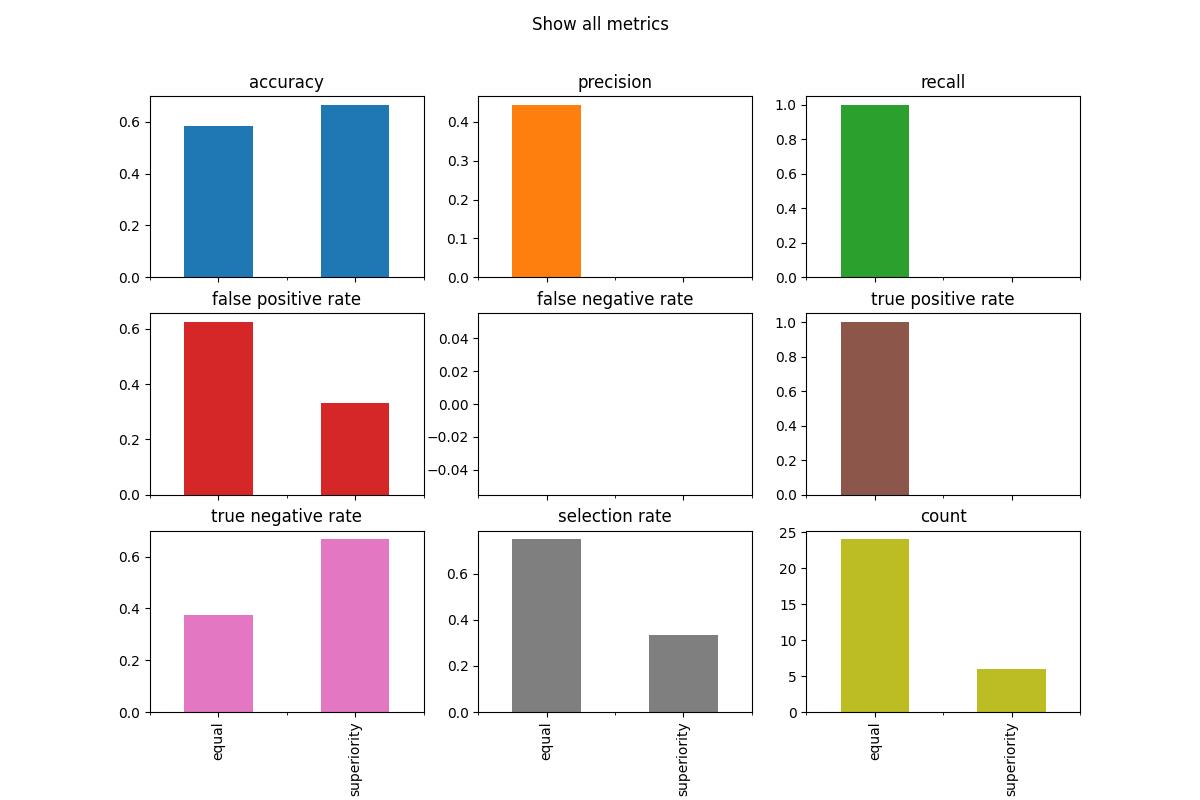 Show all metrics
accuracy
precision
recall
0.6
0.4
0.2
0.0
0.4
0.3
0.2
0.1
0.0
1.0
0.8
0.6
0.4
0.2
0.0
false positive rate
false negative rate
true positive rate
0.6
0.4
0.2
0.0
0.04
0.02
0.00
−0.02
−0.04
1.0
0.8
0.6
0.4
0.2
0.0
true negative rate
selection rate
count
0.6
0.4
0.2
0.0
0.6
0.4
0.2
0.0
25
20
15
10
5
0
equal
superiority
equal
superiority
equal
superiority